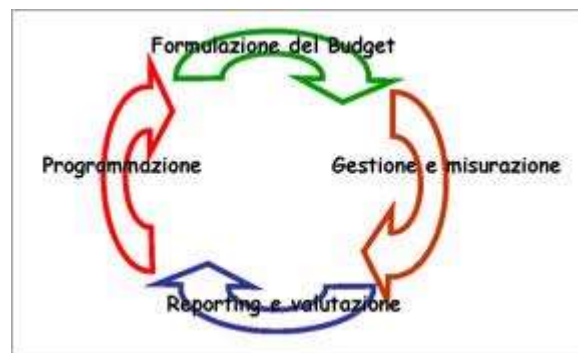 Formulazione del Budget
Programmazione
Gestione e misurazione
Reporting e valutazione